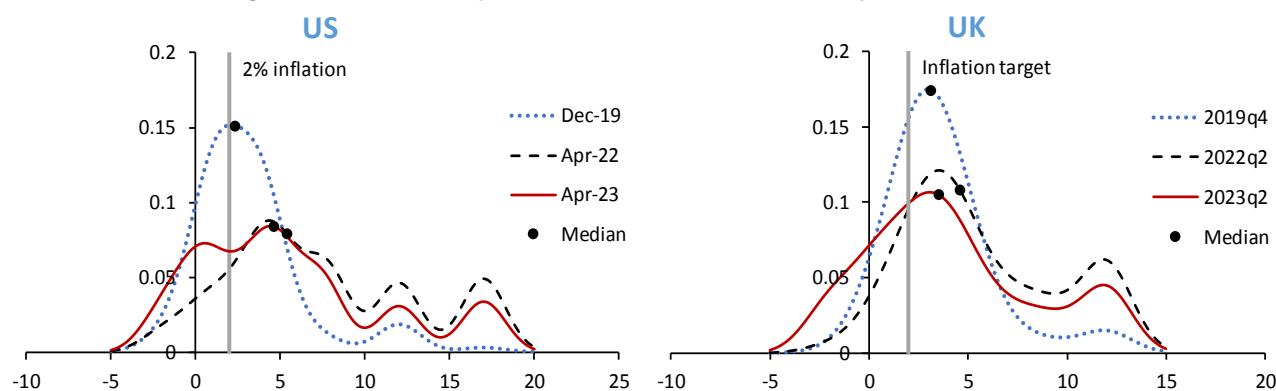 US
0.2
0.15
0.1
0.05
0
-10 -5 0 5 10 15 20 25
2% inflation
Dec-19
Apr-22
Apr-23
Median
UK
0.2
0.15
0.1
0.05
0
-10 -5 0 5 10 15 20
Inflation target
2019q4
2022q2
2023q2
Median